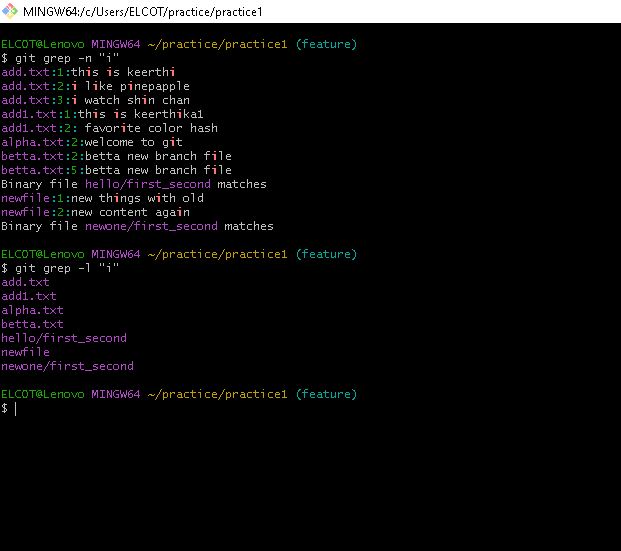 MINGW64:/c/Users/ELCOT/practice/practice1
ELCOT@Lenovo MINGW64 ~/practice/practice1 (feature)
$ git grep -n "i"
add.txt:1:this is keerthi
add.txt:2:i like pinepapple
add.txt:3:i watch shin chan
add1.txt:1:this is keerthika1
add1.txt:2: favorite color hash
alpha.txt:2:welcome to git
betta.txt:2:betta new branch file
betta.txt:5:betta new branch file
Binary file hello/first_second matches
newfile:1:new things with old
newfile:2:new content again
Binary file newone/first_second matches
ELCOT@Lenovo MINGW64 ~/practice/practice1 (feature)
$ git grep -l "i"
add.txt
add1.txt
alpha.txt
betta.txt
hello/first_second
newfile
newone/first_second
ELCOT@Lenovo MINGW64 ~/practice/practice1 (feature)
$